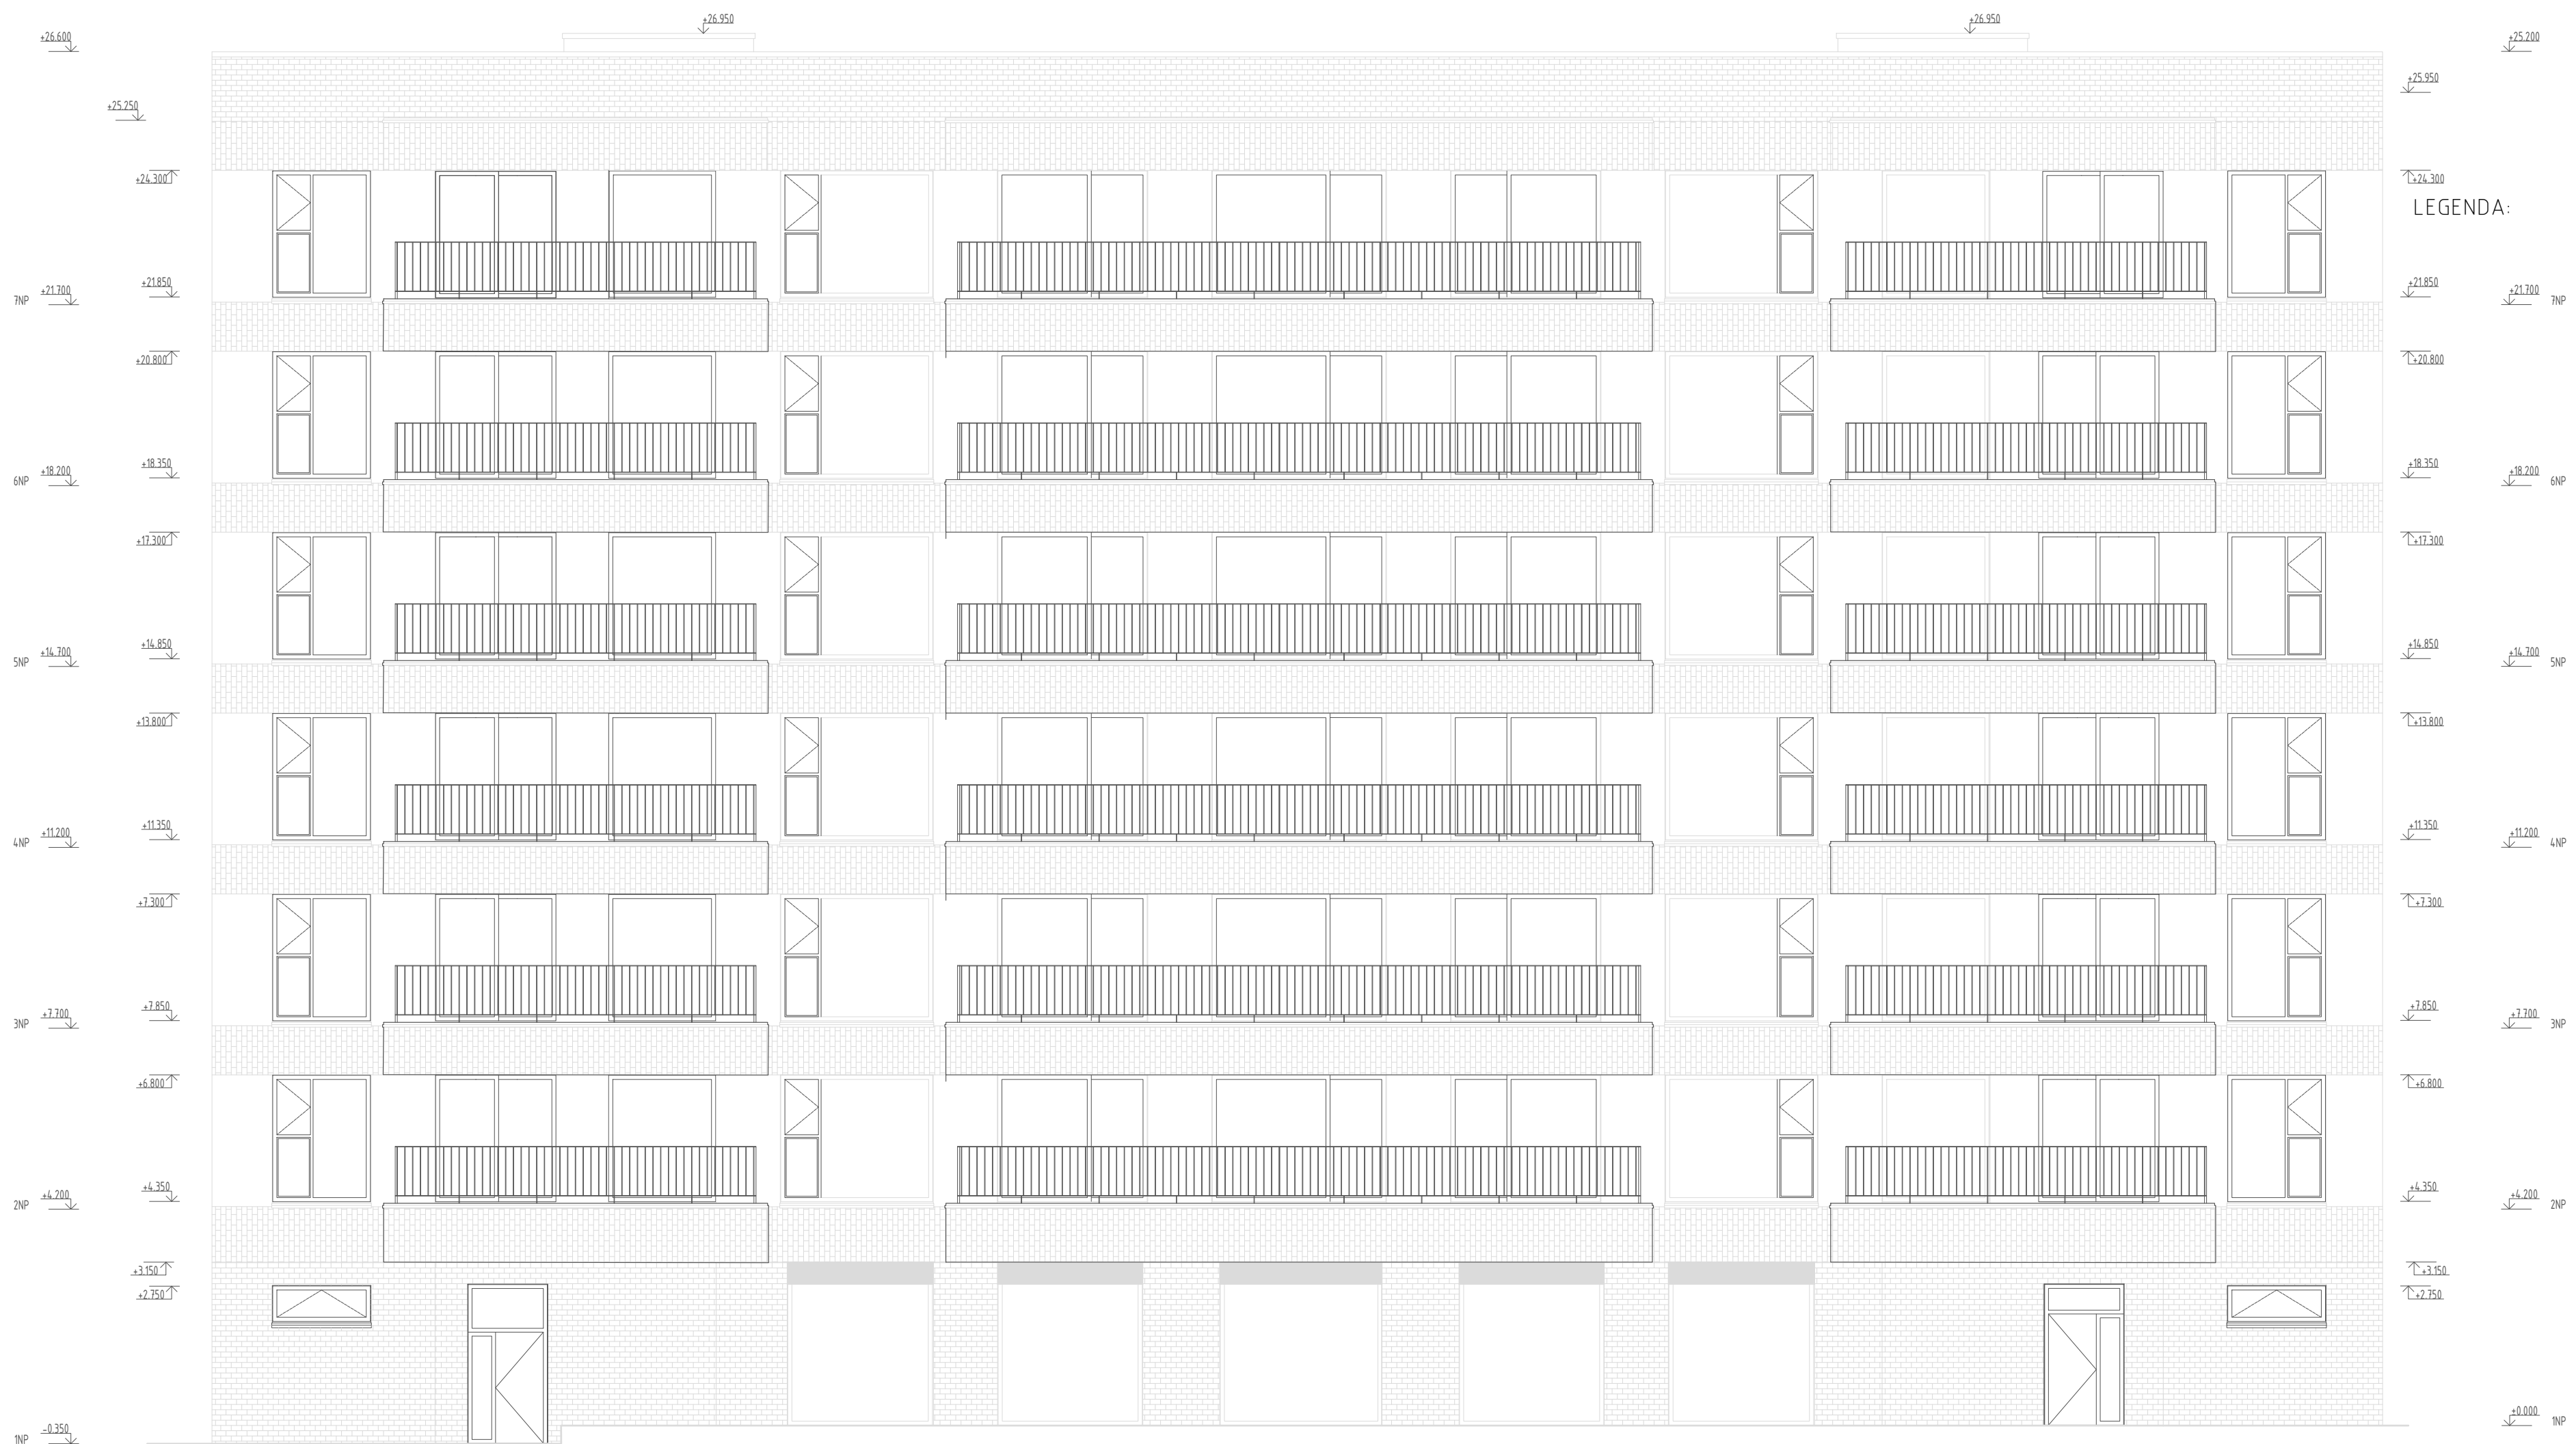 +26.950 +26.950
+26.600 +25.200
+25.950
+25.250
+24.300 +24.300
LEGENDA:
+21.850 +21.850
7NP +21.700 +21.700 7NP
+20.800 +20.800
+18.350 +18.350
6NP +18.200 +18.200 6NP
+17.300 +17.300
+14.850 +14.850
5NP +14.700 +14.700 5NP
+13.800 +13.800
+11.350 +11.350
4NP +11.200 +11.200 4NP
+7.300 +7.300
+7.850 +7.850
3NP +7.700 +7.700 3NP
+6.800 +6.800
+4.350 +4.350
2NP +4.200 +4.200 2NP
+3.150 +3.150
+2.750 +2.750
+0.000 1NP
1NP -0.350